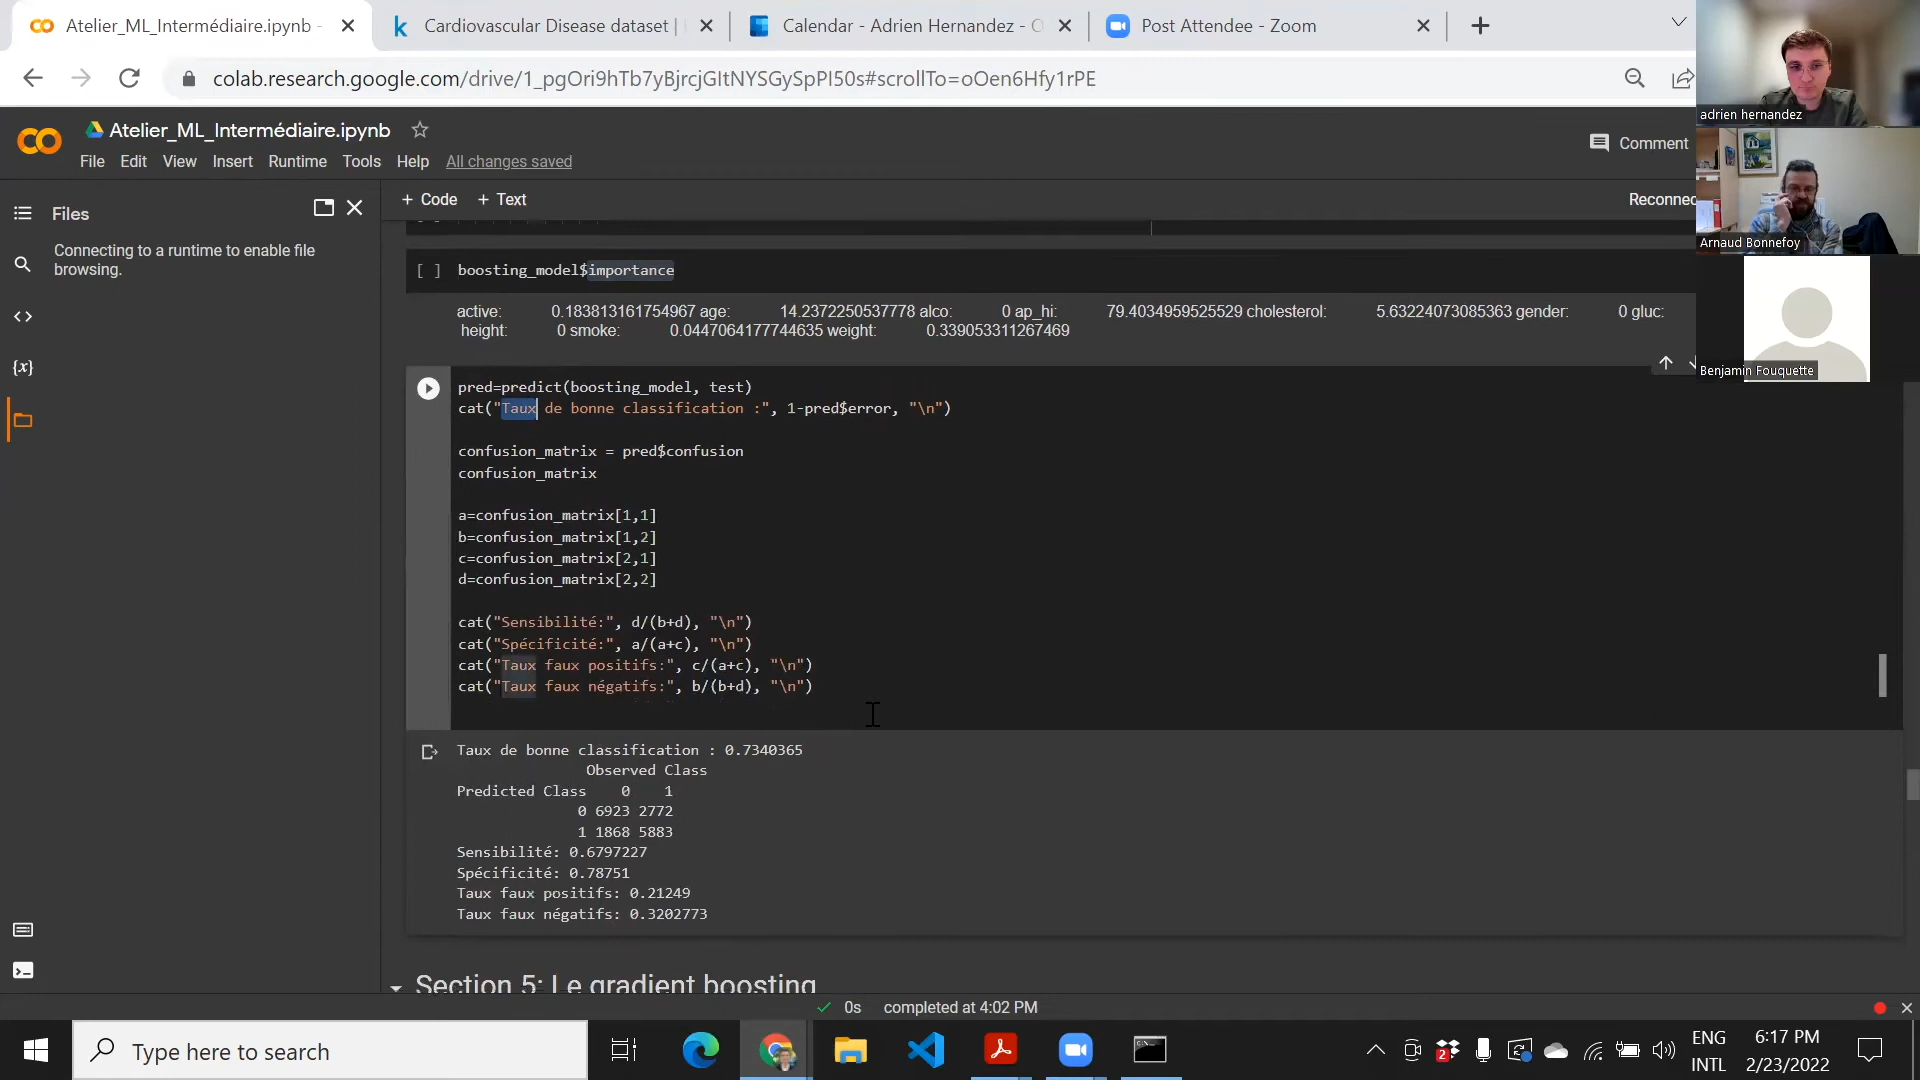 Atelier_ML_Intermédiaire.ipynb -
Cardiovascular Disease dataset |
Calendar - Adrien Hernandez - O
Post Attendee - Zoom
colab.research.google.com/drive/1_pgOri9hTb7yBjrcjGItNYSGySpPI50s#scrollTo=oOen6Hfy1rPE
adrien hernandez
Atelier_ML_Intermédiaire.ipynb
Comment
File Edit View Insert Runtime Tools Help All changes saved
+ Code + Text
Reconnec
Files
Connecting to a runtime to enable file
browsing.
Arnaud Bonnefoy
Benjamin Fouquette
[ ] boosting_model$importance
active: 0.183813161754967 age: 14.2372250537778 alco: 0 ap_hi: 79.4034959525529 cholesterol: 5.63224073085363 gender: 0 gluc:
height: 0 smoke: 0.0447064177744635 weight: 0.339053311267469
pred=predict(boosting_model, test)
cat("Taux de bonne classification :", 1-pred$error, "\n")
confusion_matrix = pred$confusion
confusion_matrix
a=confusion_matrix[1,1]
b=confusion_matrix[1,2]
c=confusion_matrix[2,1]
d=confusion_matrix[2,2]
cat("Sensibilité:", d/(b+d), "\n")
cat("Spécificité:", a/(a+c), "\n")
cat("Taux faux positifs:", c/(a+c), "\n")
cat("Taux faux négatifs:", b/(b+d), "\n")
Taux de bonne classification : 0.7340365
Observed Class
Predicted Class 0 1
0 6923 2772
1 1868 5883
Sensibilité: 0.6797227
Spécificité: 0.78751
Taux faux positifs: 0.21249
Taux faux négatifs: 0.3202773
Section 5: Le gradient boosting
0s completed at 4:02 PM
Type here to search
2
ENG
INTL
6:17 PM
2/23/2022